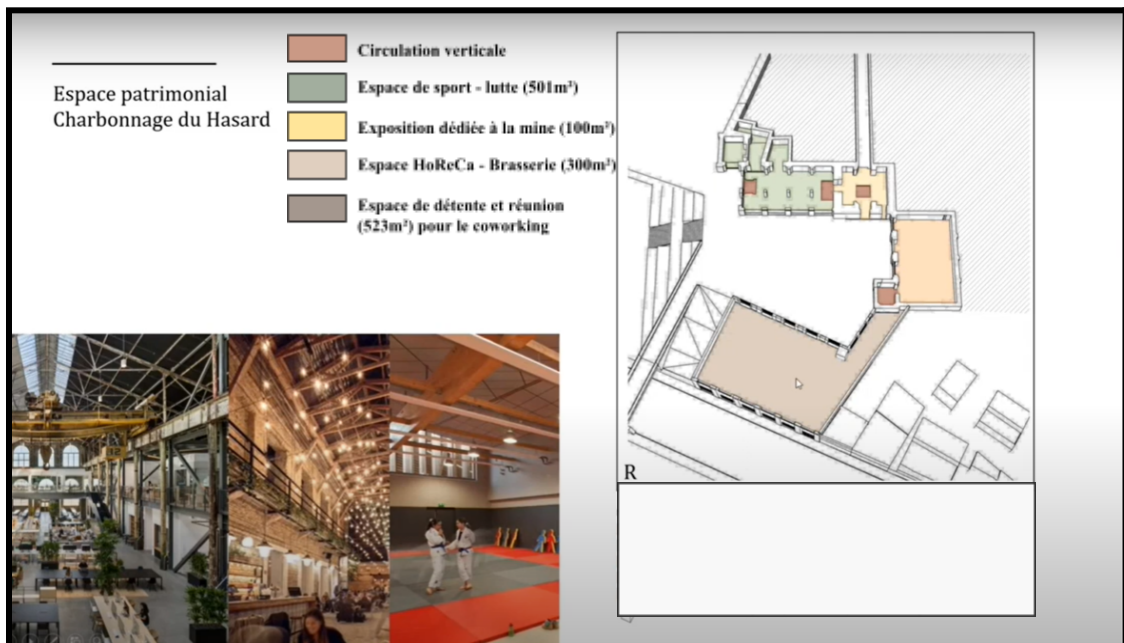 Espace patrimonial
Charbonnage du Hasard
Circulation verticale
Espace de sport - lutte (501m²)
Exposition dédiée à la mine (100m²)
Espace HoReCa - Brasserie (300m²)
Espace de détente et réunion
(523m²) pour le coworking
R